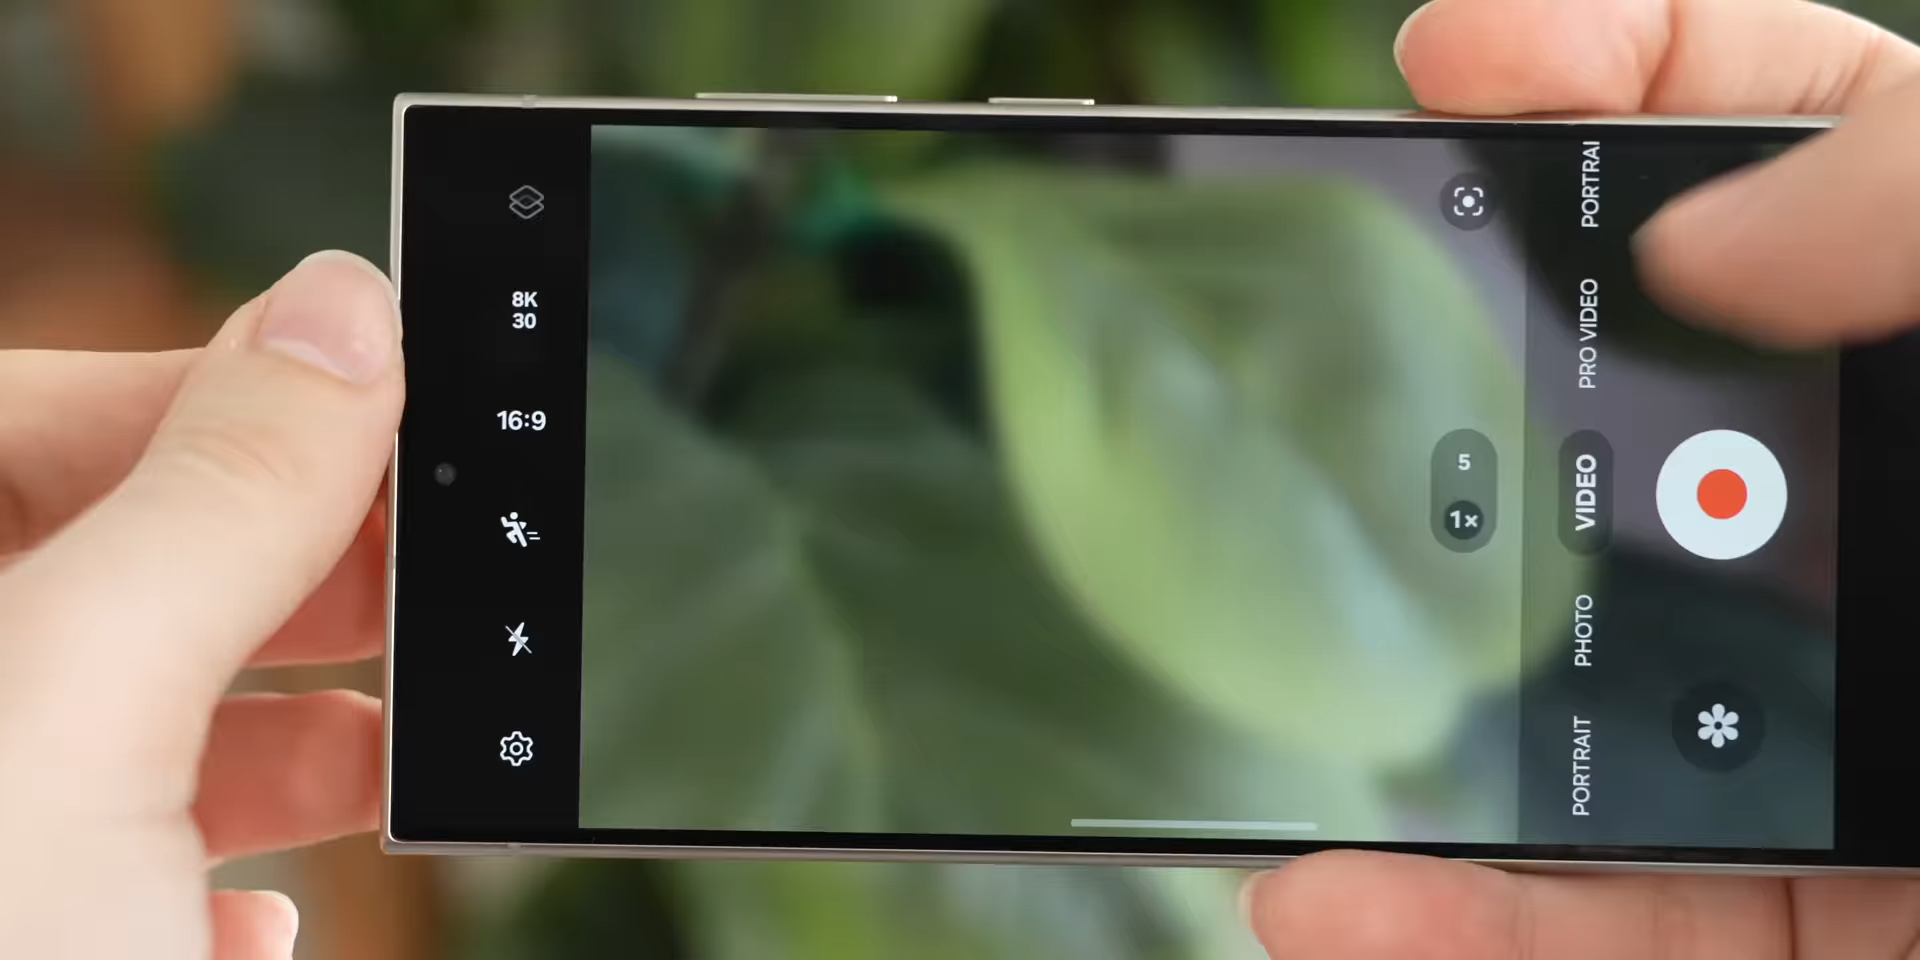 8K
30
16:9
5
1x
PORTRAI
PRO VIDEO
VIDEO
PHOTO
PORTRAIT